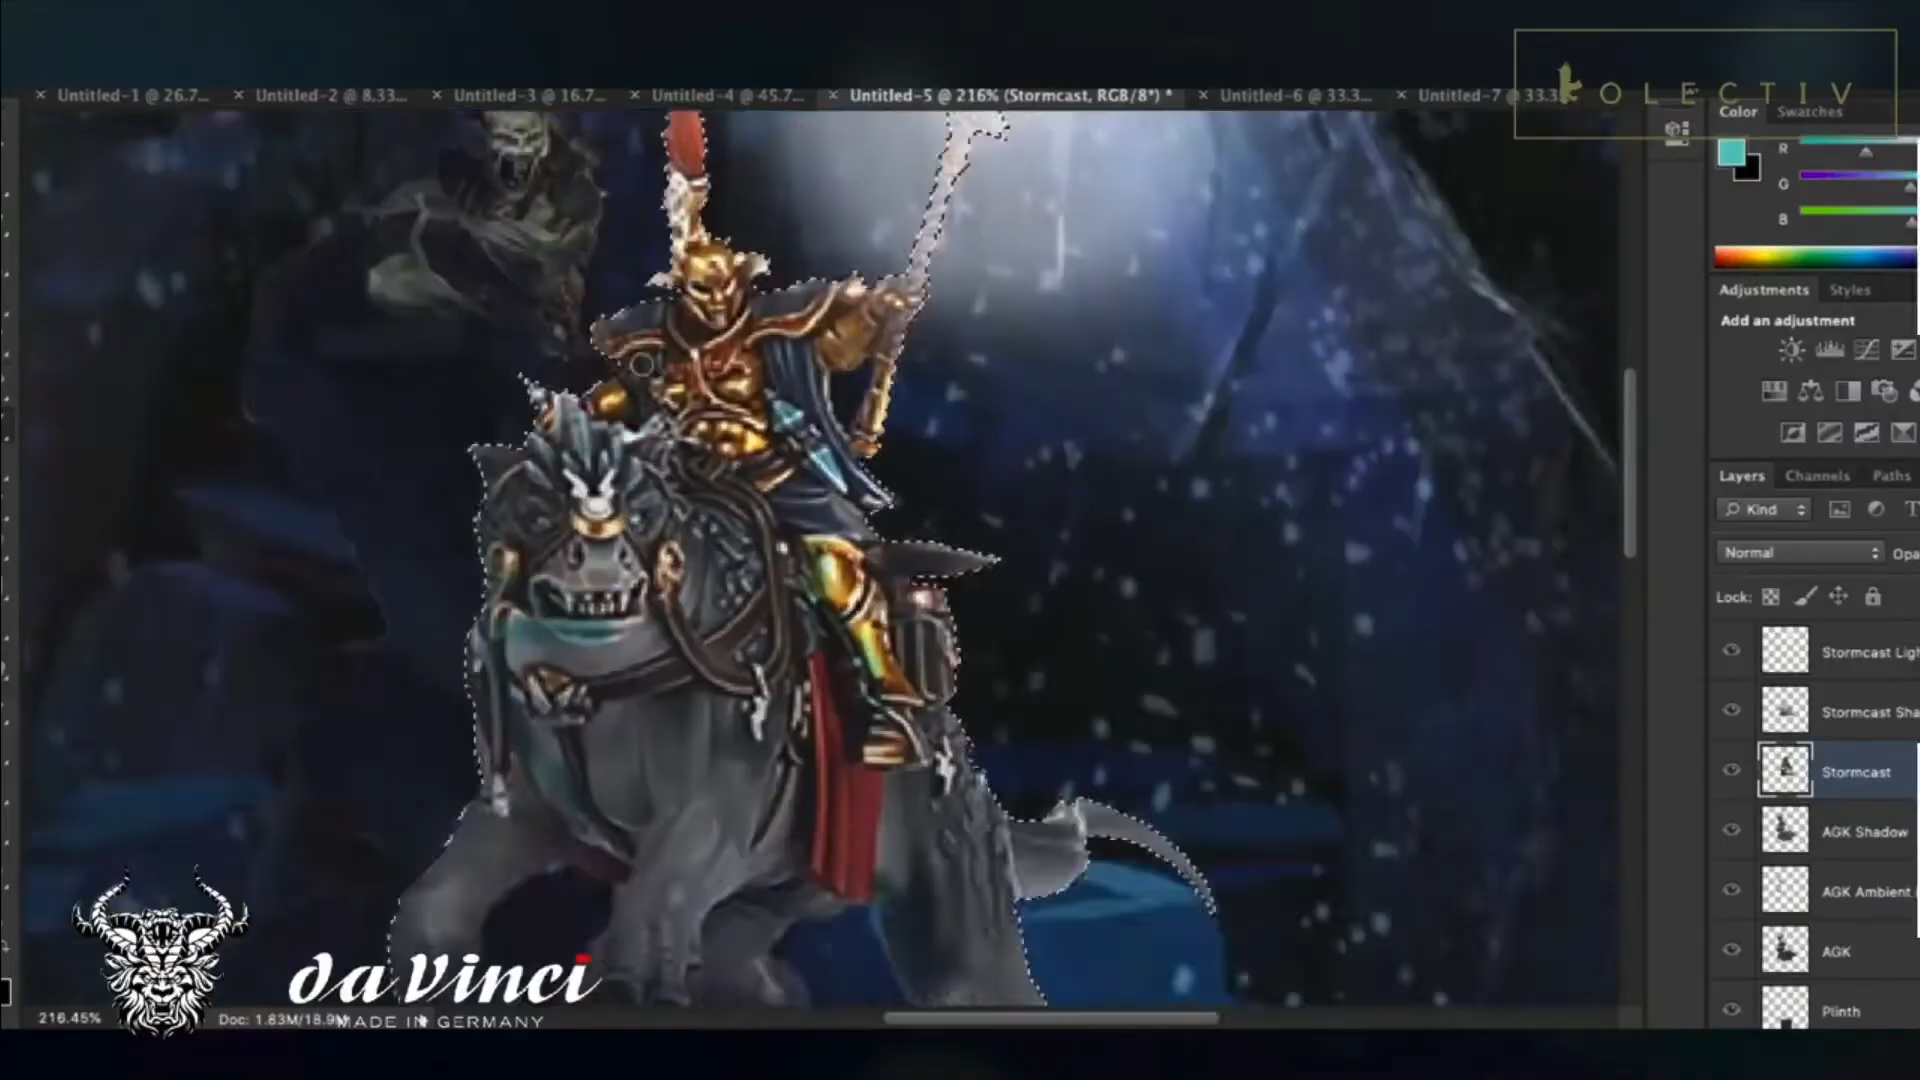 KOLECTIV
Untitled-1 @ 26.7...
Untitled-2 @ 8.33...
Untitled-3 @ 16.7...
Untitled-4 @ 45.7...
Untitled-5 @ 216% (Stormcast, RGB/8*) *
Untitled-6 @ 33.3...
Untitled-7 @ 33.3
Color
Swatches
R
G
B
Adjustments
Styles
Add an adjustment
Layers
Channels
Paths
Kind
T
Normal
Opa
Lock:
Stormcast Ligh
Stormcast Sha
Stormcast
AGK Shadow
AGK Ambient
AGK
Plinth
da Vinci
MADE IN GERMANY
216.45%
Doc: 1.83M/18.9M